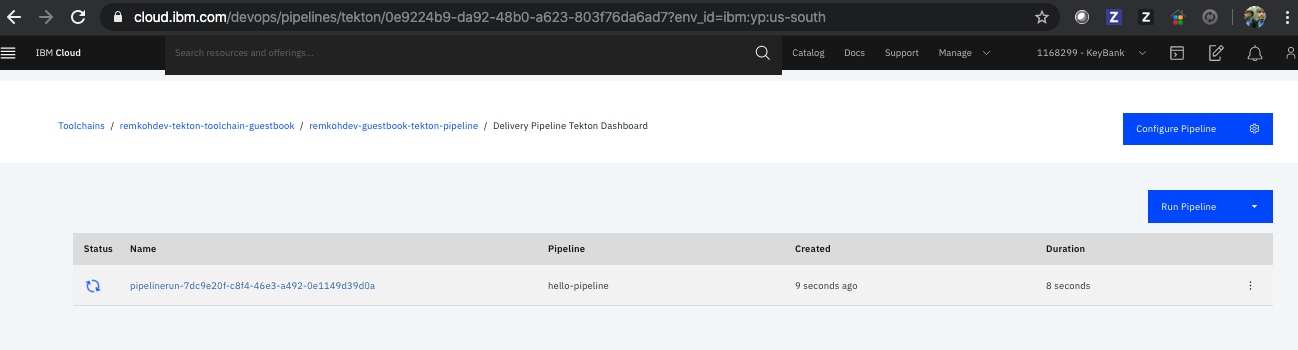 cloud.ibm.com/devops/pipelines/tekton/0e9224b9-da92-48b0-a623-803f76da6ad7?env_id=ibm:yp:us-south
Z Z
IBM Cloud Search resources and offerings... Catalog Docs Support Manage 1168299 - KeyBank
Toolchains / remkohdev-tekton-toolchain-guestbook / remkohdev-guestbook-tekton-pipeline / Delivery Pipeline Tekton Dashboard
Configure Pipeline
Run Pipeline
Status Name Pipeline Created Duration
pipelinerun-7dc9e20f-c8f4-46e3-a492-0e1149d39d0a hello-pipeline 9 seconds ago 8 seconds